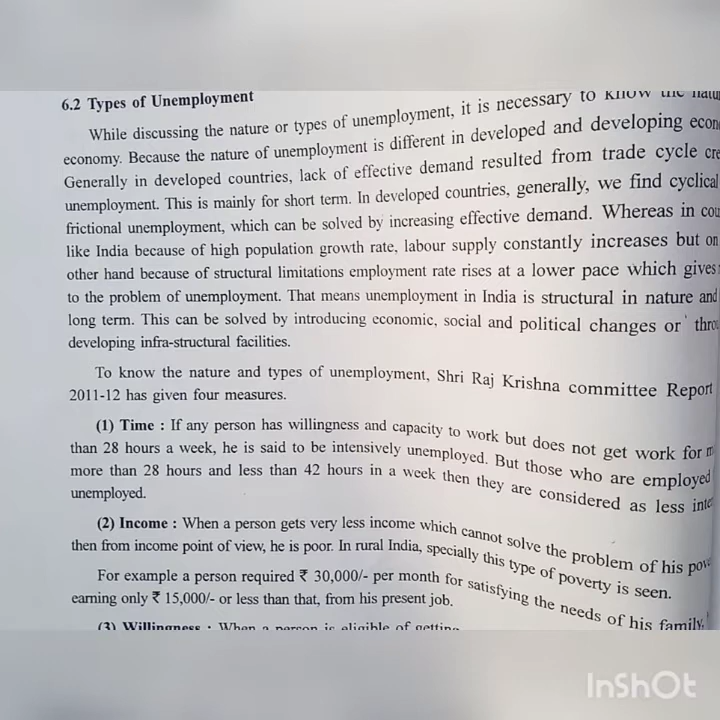 6.2 Types of Unemployment
While discussing the nature or types of unemployment, it is necessary to know the
economy. Because the nature of unemployment is different in developed and developing
Generally in developed countries, lack of effective demand resulted from trade cycle
unemployment. This is mainly for short term. In developed countries, generally, we find cyclical
frictional unemployment, which can be solved by increasing effective demand. Whereas in
like India because of high population growth rate, labour supply constantly increases but on
other hand because of structural limitations employment rate rises at a lower pace which gives
to the problem of unemployment. That means unemployment in India is structural in nature and
long term. This can be solved by introducing economic, social and political changes or
developing infra-structural facilities.
To know the nature and types of unemployment, Shri Raj Krishna committee Report
2011-12 has given four measures.
(1) Time : If any person has willingness and capacity to work but does not get work for
than 28 hours a week, he is said to be intensively unemployed. But those who are employed
more than 28 hours and less than 42 hours in a week then they are considered as less
unemployed.
(2) Income : When a person gets very less income which cannot solve the problem of his
then from income point of view, he is poor. In rural India, specially this type of poverty is seen.
For example a person required ₹ 30,000/- per month for satisfying the needs of his family,
earning only ₹ 15,000/- or less than that, from his present job.
(3) Willingness : When a person is eligible of getting
InShOt